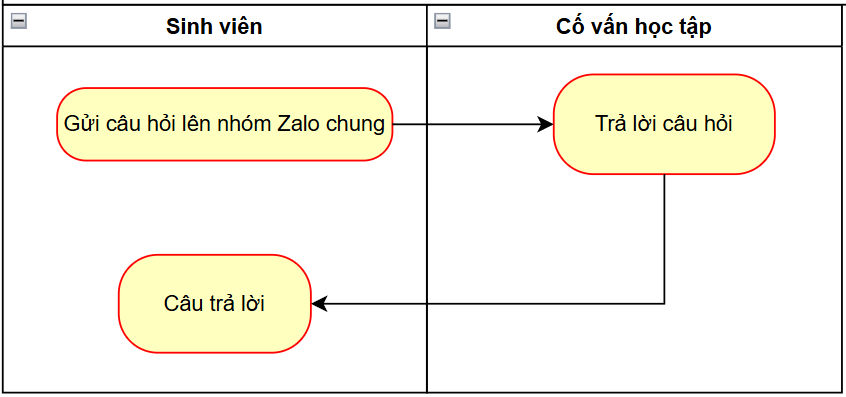 Sinh viên
Cố vấn học tập
Gửi câu hỏi lên nhóm Zalo chung
Trả lời câu hỏi
Câu trả lời